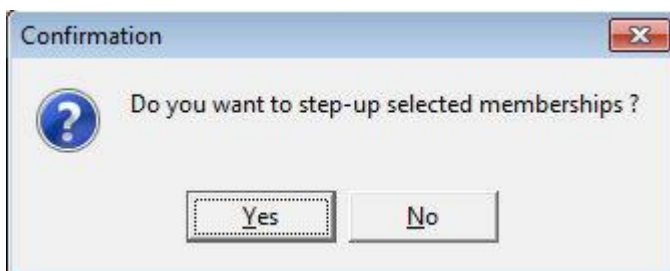 Confirmation
Do you want to step-up selected memberships ?
Yes
No